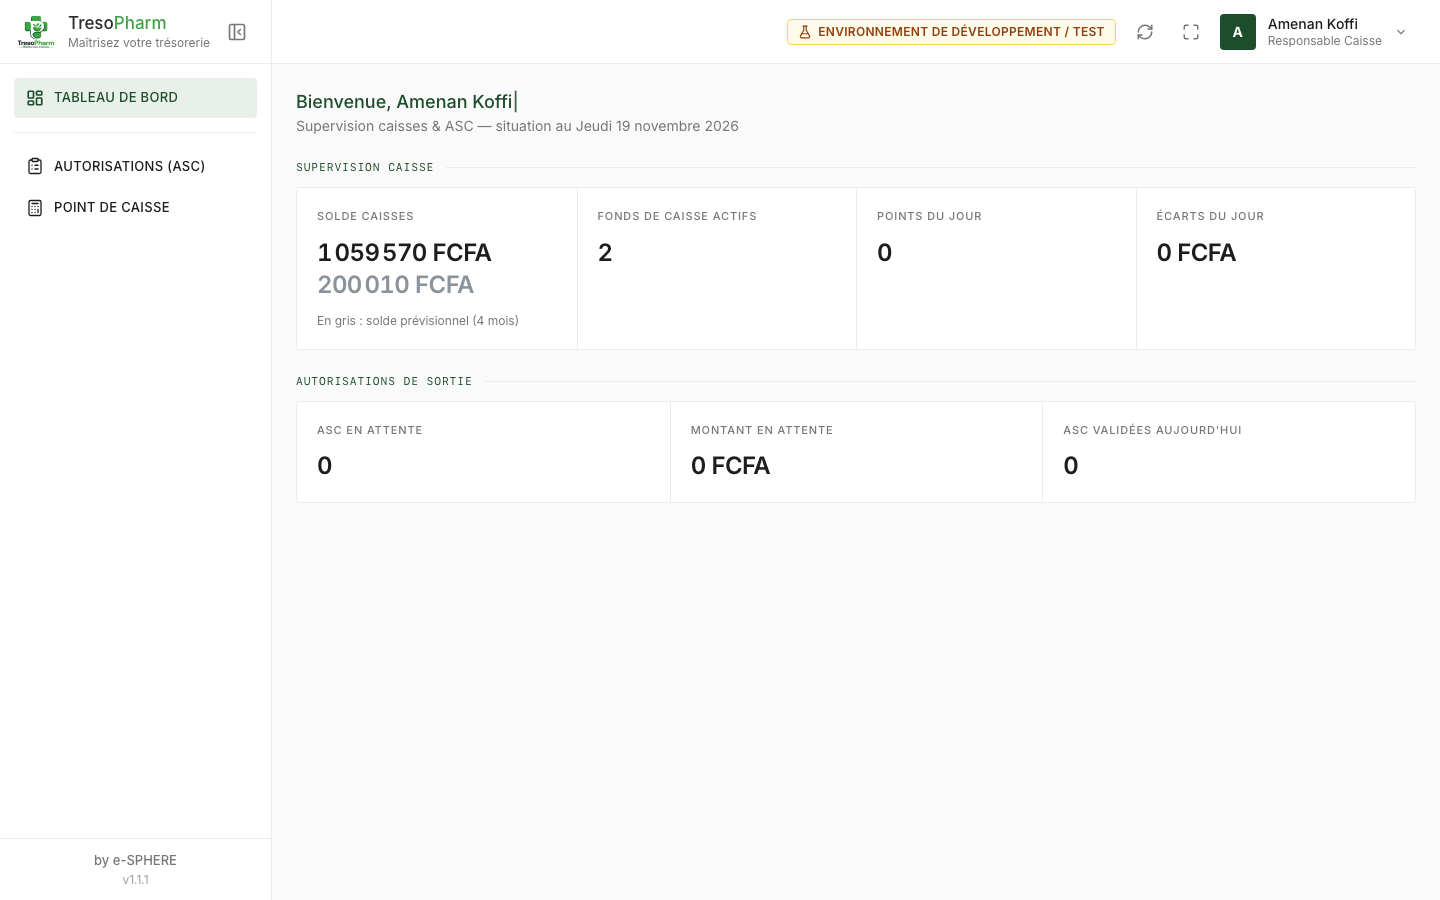 TresoPharm
Maîtrisez votre trésorerie
TresoPharm
ENVIRONNEMENT DE DÉVELOPPEMENT / TEST
A
Amenan Koffi
Responsable Caisse
TABLEAU DE BORD
AUTORISATIONS (ASC)
POINT DE CAISSE
Bienvenue, Amenan Koffi
Supervision caisses & ASC — situation au Jeudi 19 novembre 2026
SUPERVISION CAISSE
SOLDE CAISSES
1 059 570 FCFA
200 010 FCFA
En gris : solde prévisionnel (4 mois)
FONDS DE CAISSE ACTIFS
2
POINTS DU JOUR
0
ÉCARTS DU JOUR
0 FCFA
AUTORISATIONS DE SORTIE
ASC EN ATTENTE
0
MONTANT EN ATTENTE
0 FCFA
ASC VALIDÉES AUJOURD'HUI
0
by e-SPHERE
v1.1.1